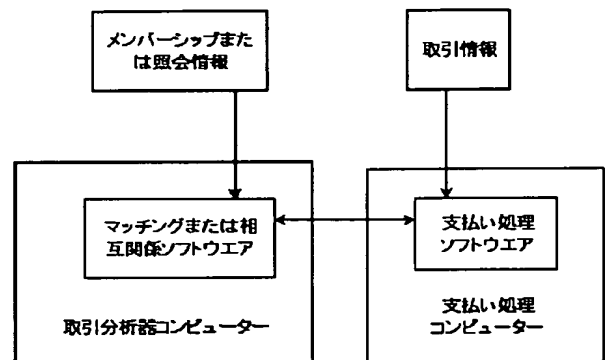 メンバーシップまた
は照会情報
取引情報
マッチングまたは相
互関係ソフトウエア
支払い処理
ソフトウエア
取引分析器コンピューター
支払い処理
コンピューター